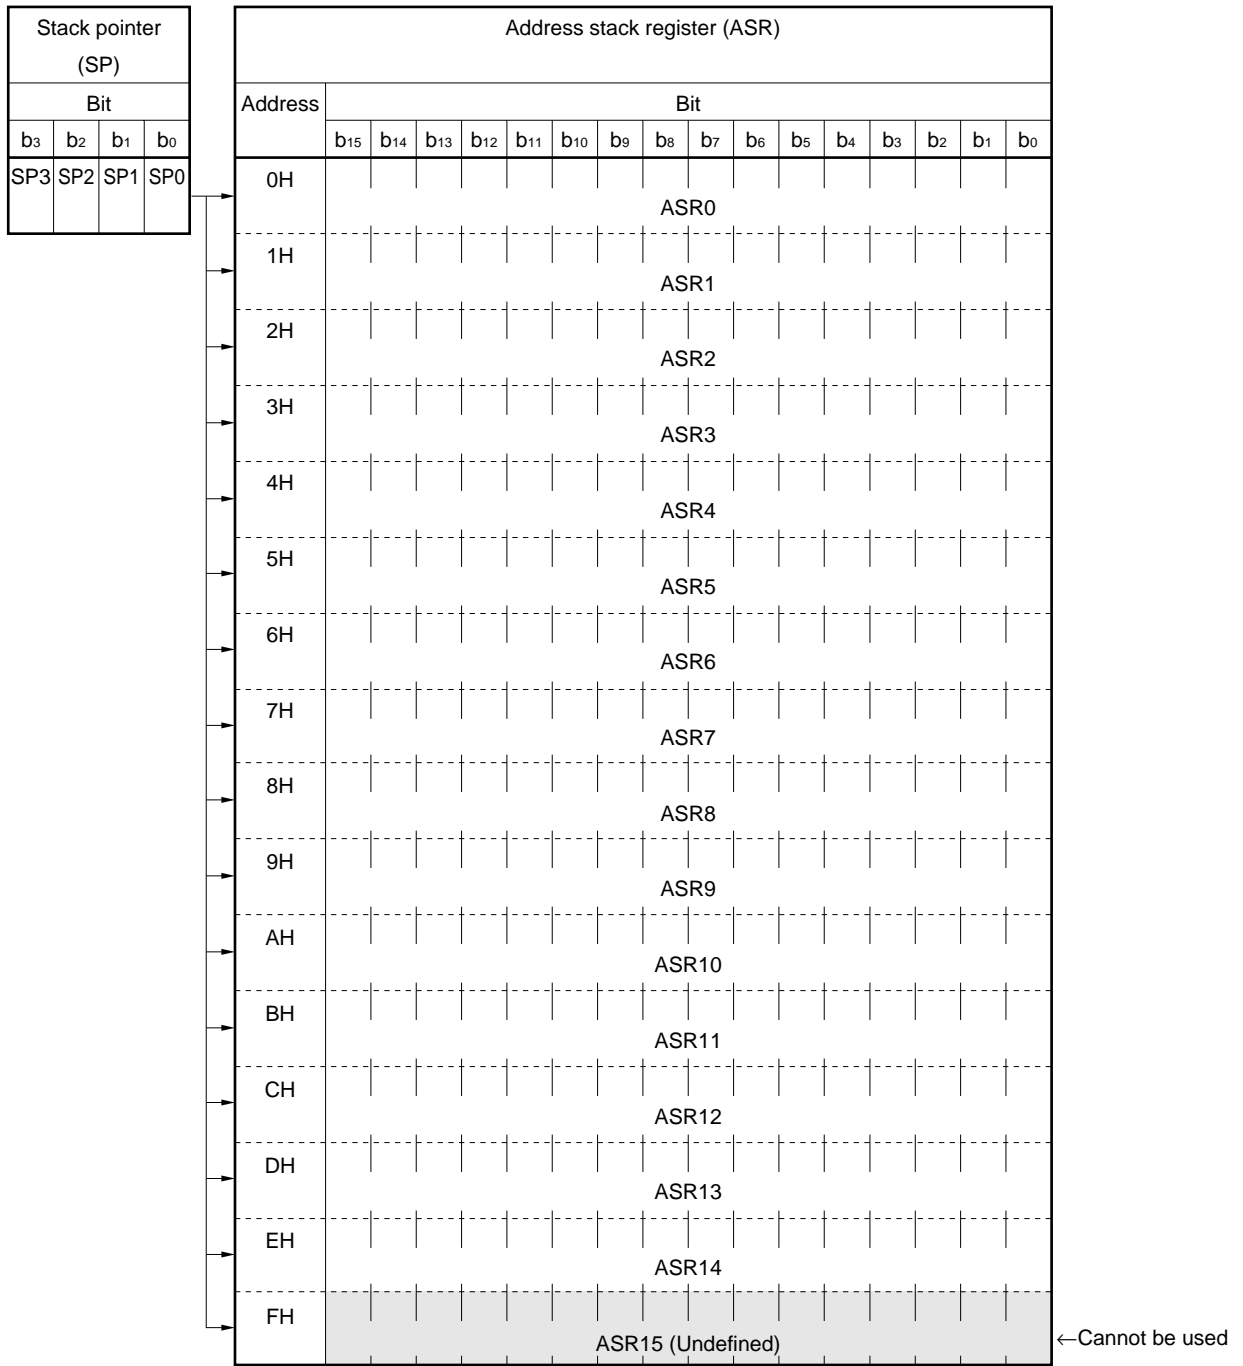 Stack pointer
(SP)
Bit
b3 b2 b1 b0
SP3 SP2 SP1 SP0
Address stack register (ASR)
Address
Bit
b15 b14 b13 b12 b11 b10 b9 b8 b7 b6 b5 b4 b3 b2 b1 b0
0H
ASR0
1H
ASR1
2H
ASR2
3H
ASR3
4H
ASR4
5H
ASR5
6H
ASR6
7H
ASR7
8H
ASR8
9H
ASR9
AH
ASR10
BH
ASR11
CH
ASR12
DH
ASR13
EH
ASR14
FH
ASR15 (Undefined)
←Cannot be used